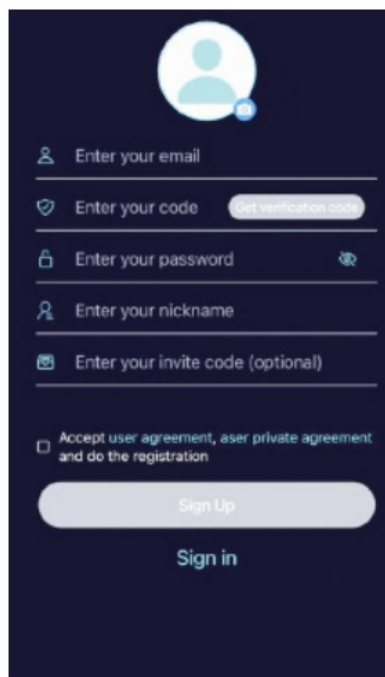 Enter your email
Enter your code Get verification code
Enter your password
Enter your nickname
Enter your invite code (optional)
Accept user agreement, aser private agreement
and do the registration
Sign Up
Sign in